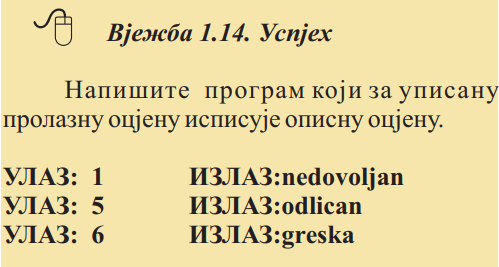 Вјежба 1.14. Успјех
Напишите програм који за уписану
пролазну оцјену исписује описну оцјену.
УЛАЗ: 1 ИЗЛАЗ:nedovoljan
УЛАЗ: 5 ИЗЛАЗ:odlican
УЛАЗ: 6 ИЗЛАЗ:greska